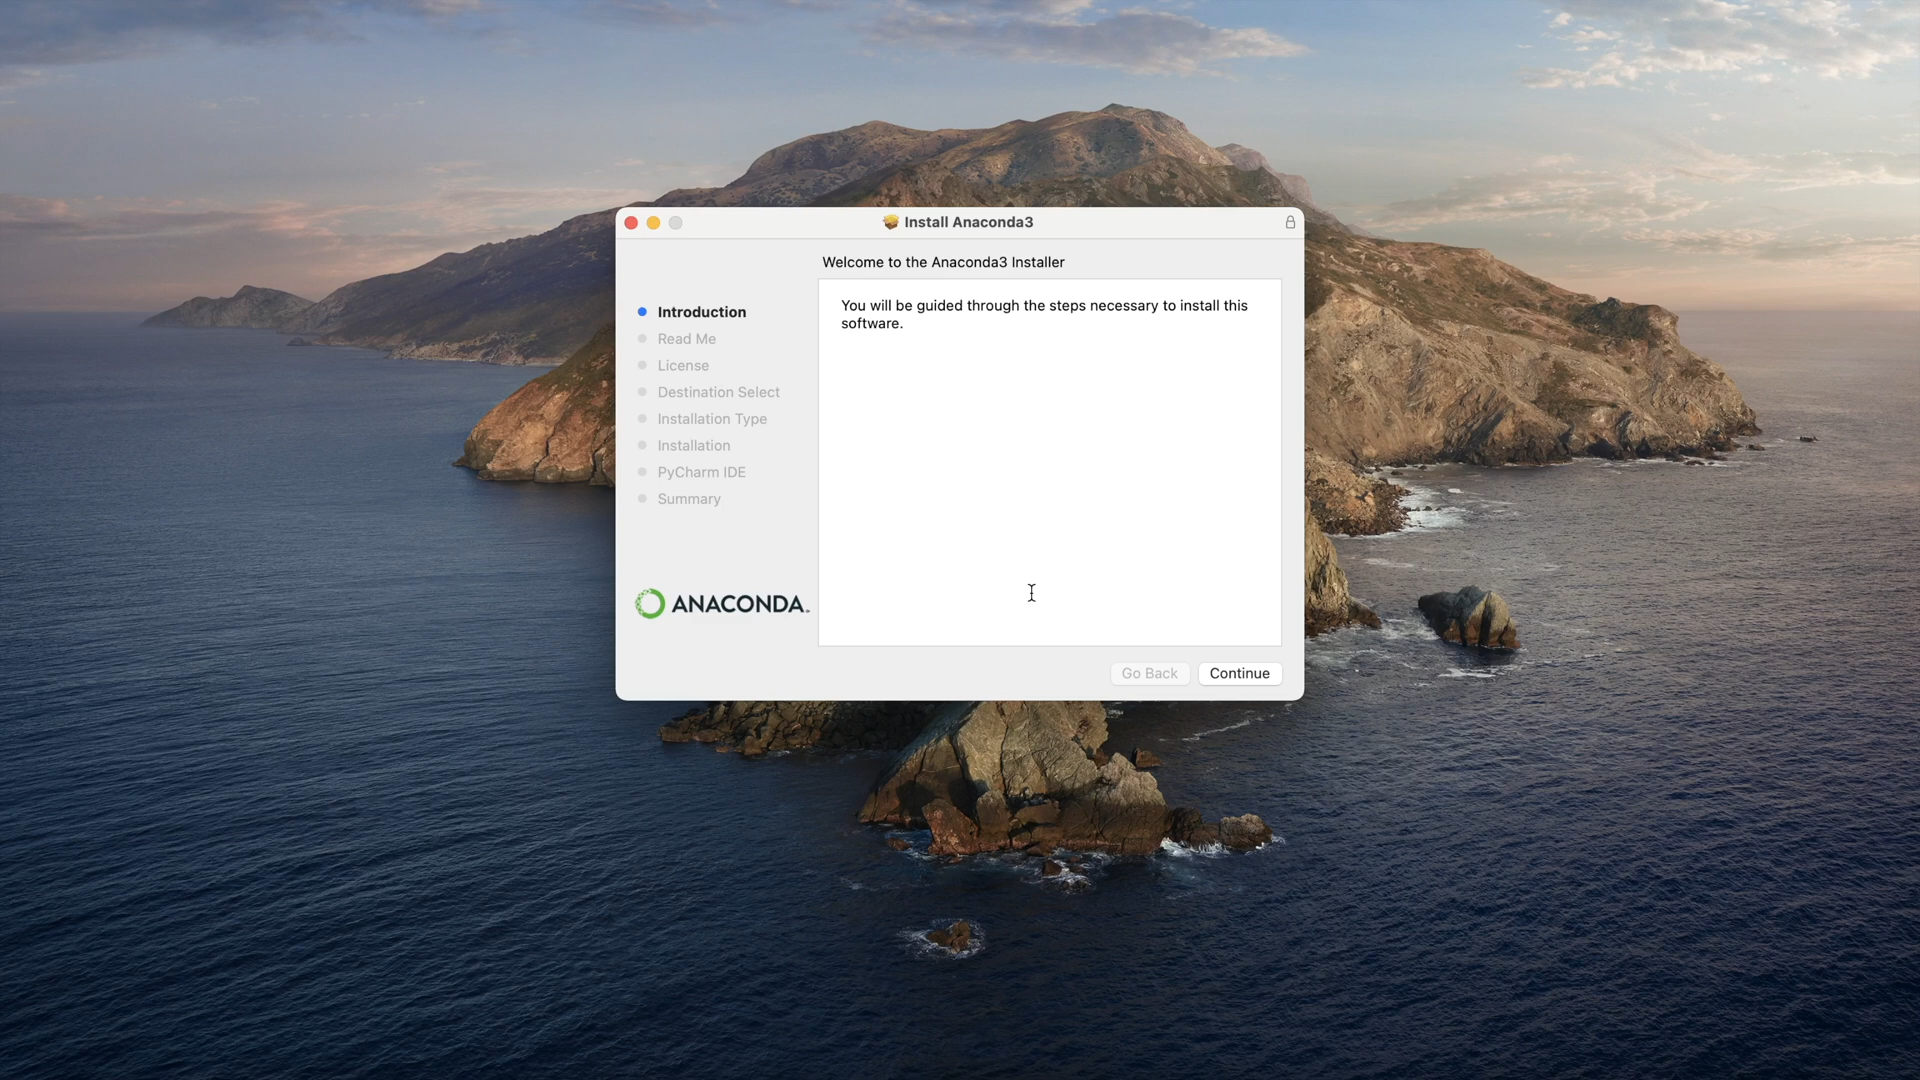 Install Anaconda3
Welcome to the Anaconda3 Installer
Introduction
Read Me
License
Destination Select
Installation Type
Installation
PyCharm IDE
Summary
You will be guided through the steps necessary to install this
software.
ANACONDA.
Go Back
Continue